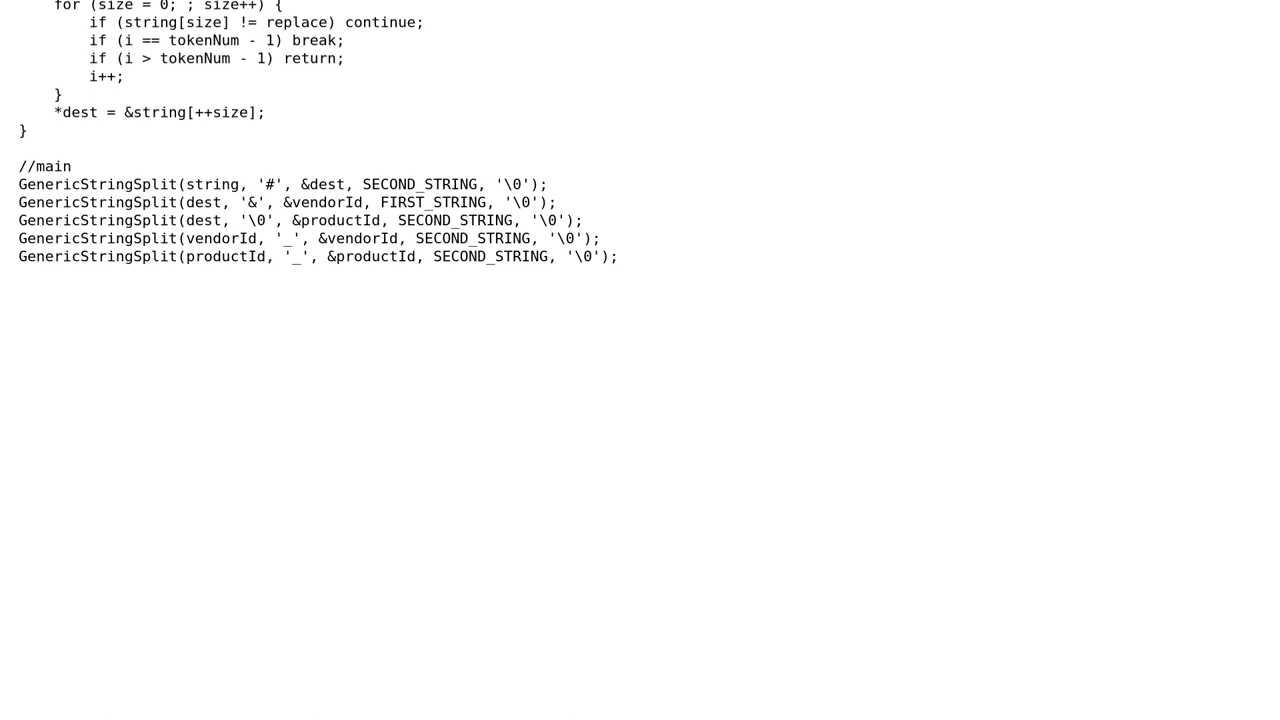 for (size = 0; ; size++) {
if (string[size] != replace) continue;
if (i == tokenNum - 1) break;
if (i > tokenNum - 1) return;
i++;
}
*dest = &string[++size];
}
//main
GenericStringSplit(string, '#', &dest, SECOND_STRING, '\0');
GenericStringSplit(dest, '&', &vendorId, FIRST_STRING, '\0');
GenericStringSplit(dest, '\0', &productId, SECOND_STRING, '\0');
GenericStringSplit(vendorId, '_', &vendorId, SECOND_STRING, '\0');
GenericStringSplit(productId, '_', &productId, SECOND_STRING, '\0');